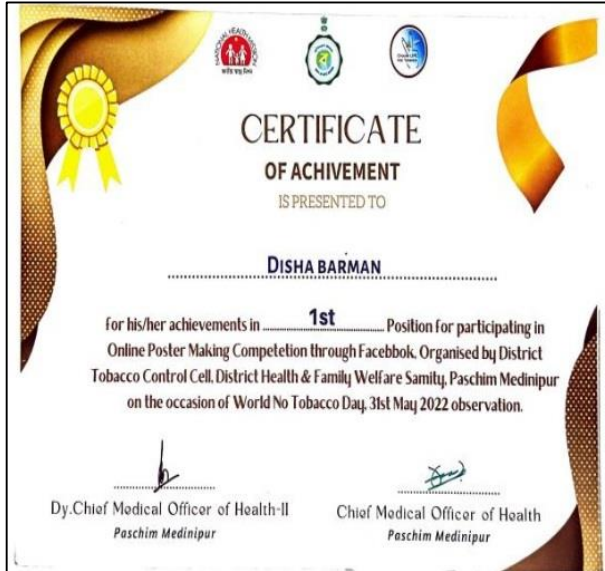 NATIONAL HEALTH MISSION
CERTIFICATE
OF ACHIVEMENT
IS PRESENTED TO
DISHA BARMAN
for his/her achievements in 1st Position for participating in
Online Poster Making Competetion through Facebbok, Organised by District
Tobacco Control Cell, District Health & Family Welfare Samity, Paschim Medinipur
on the occasion of World No Tobacco Day, 31st May 2022 observation.
Dy.Chief Medical Officer of Health-II
Paschim Medinipur
Chief Medical Officer of Health
Paschim Medinipur